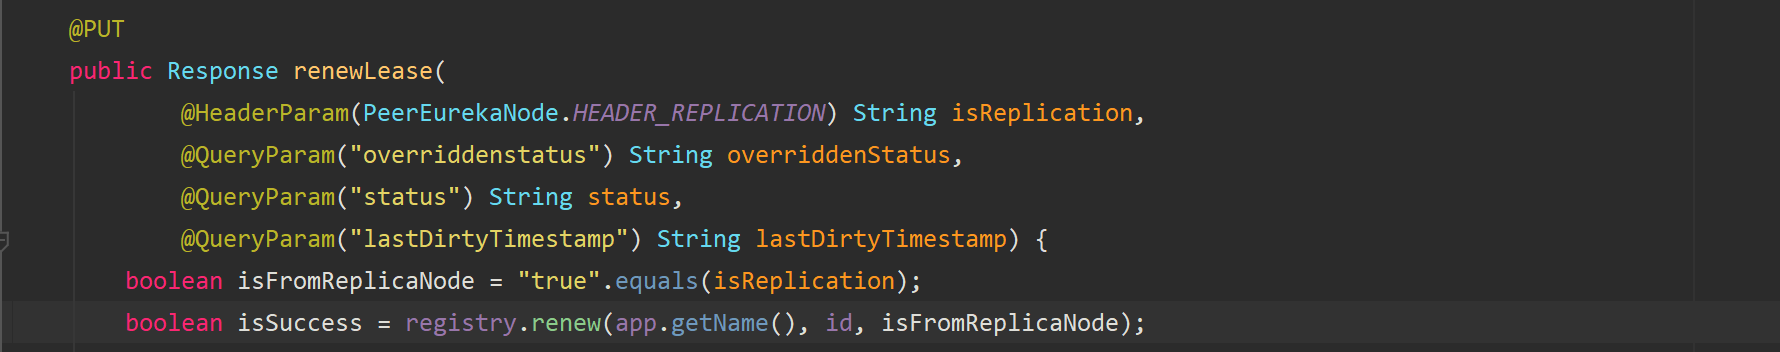 @PUT
public Response renewLease(
@HeaderParam(PeerEurekaNode.HEADER_REPLICATION) String isReplication,
@QueryParam("overriddenstatus") String overriddenStatus,
@QueryParam("status") String status,
@QueryParam("lastDirtyTimestamp") String lastDirtyTimestamp) {
boolean isFromReplicaNode = "true".equals(isReplication);
boolean isSuccess = registry.renew(app.getName(), id, isFromReplicaNode);